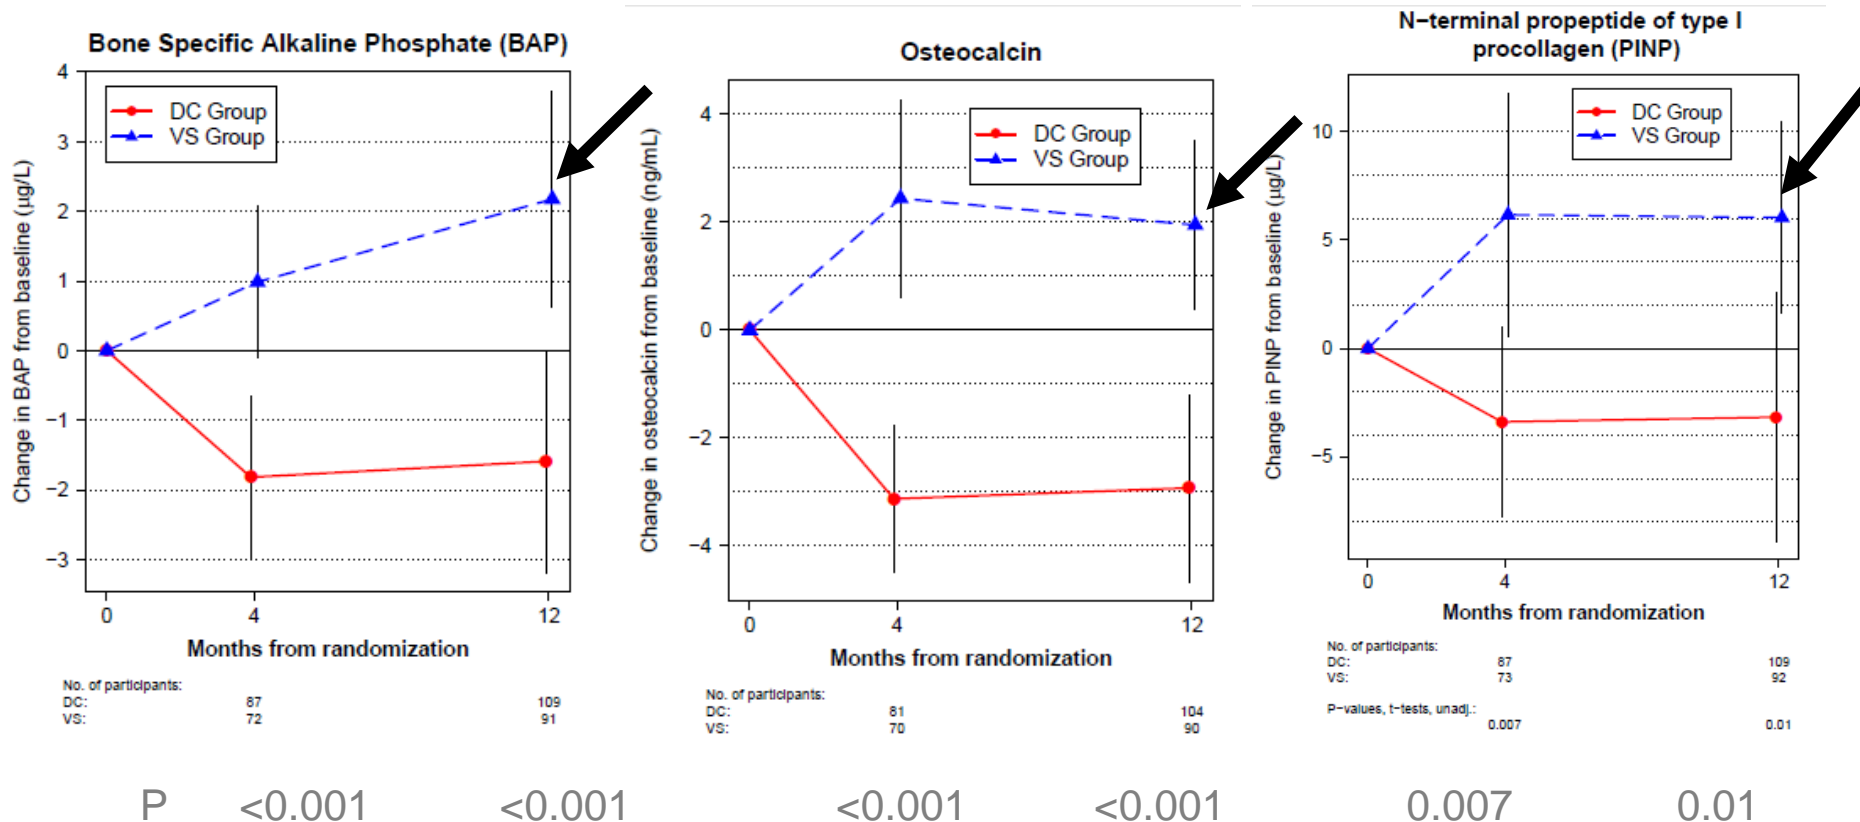 Bone Specific Alkaline Phosphate (BAP)
Change in BAP from baseline (µg/L)
4
3
2
1
0
−1
−2
−3
DC Group
VS Group
0 4 12
Months from randomization
No. of participants:
DC: 87 109
VS: 72 91
Osteocalcin
Change in osteocalcin from baseline (ng/mL)
4
2
0
−2
−4
DC Group
VS Group
0 4 12
Months from randomization
No. of participants:
DC: 81 104
VS: 70 90
N−terminal propeptide of type I
procollagen (PINP)
Change in PINP from baseline (µg/L)
10
5
0
−5
DC Group
VS Group
0 4 12
Months from randomization
No. of participants:
DC: 87 109
VS: 73 92
P−values, t−tests, unadj.:
0.007 0.01
P <0.001 <0.001 <0.001 <0.001 0.007 0.01